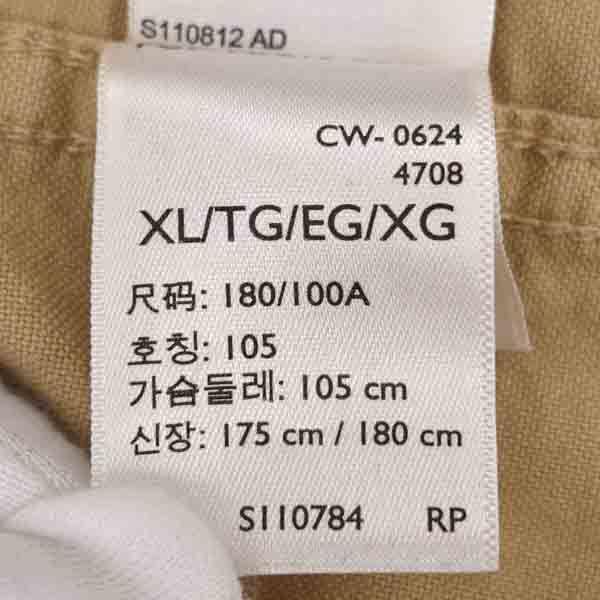 S110812 AD
CW- 0624
4708
XL/TG/EG/XG
尺码: 180/100A
호칭: 105
가슴둘레: 105 cm
신장: 175 cm / 180 cm
S110784 RP